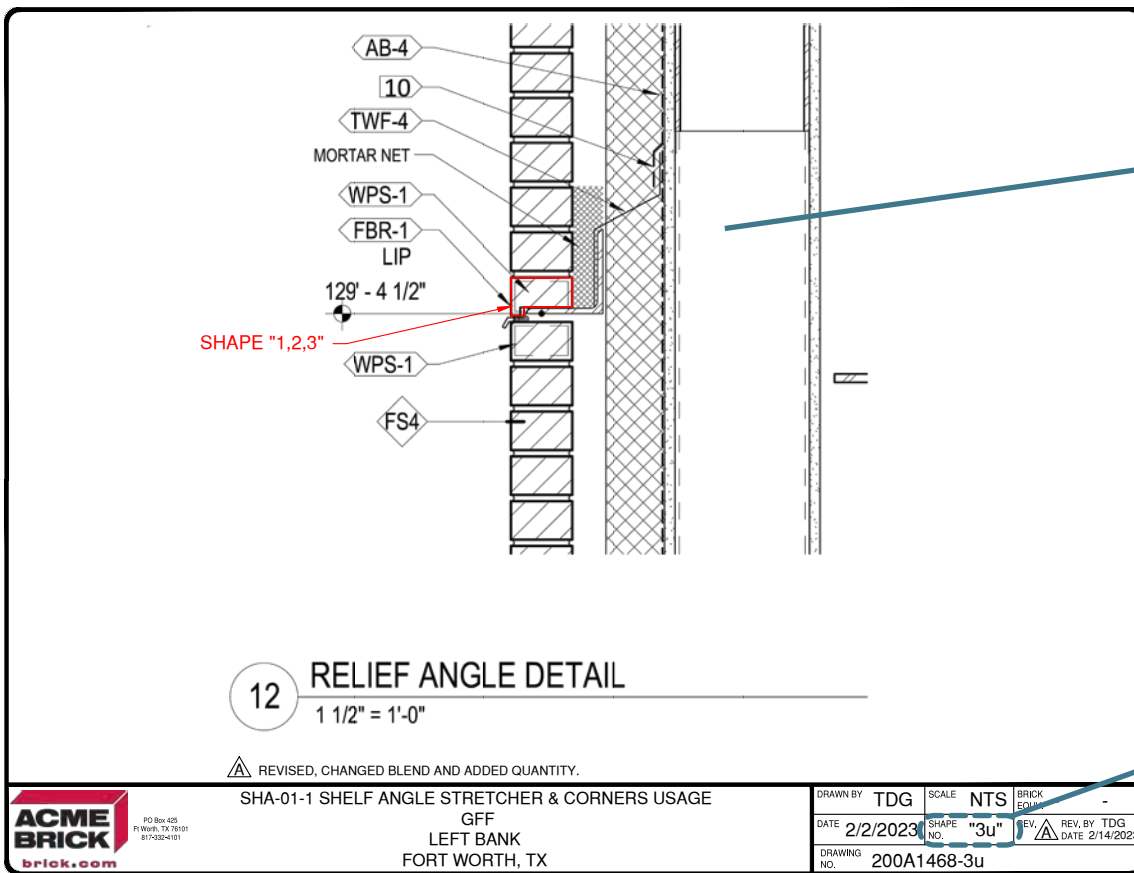 AB-4
10
TWF-4
MORTAR NET
WPS-1
FBR-1
LIP
129' - 4 1/2"
SHAPE "1,2,3"
WPS-1
FS4
12
RELIEF ANGLE DETAIL
1 1/2" = 1'-0"
A REVISED, CHANGED BLEND AND ADDED QUANTITY.
ACME
BRICK
brick.com
PO Box 425
Ft Worth, TX 76101
817-332-4101
SHA-01-1 SHELF ANGLE STRETCHER & CORNERS USAGE
GFF
LEFT BANK
FORT WORTH, TX
DRAWN BY TDG
SCALE NTS
BRICK
-
DATE 2/2/2023
SHAPE NO. "3u"
REV. A
REV. BY TDG
DATE 2/14/2023
DRAWING NO. 200A1468-3u